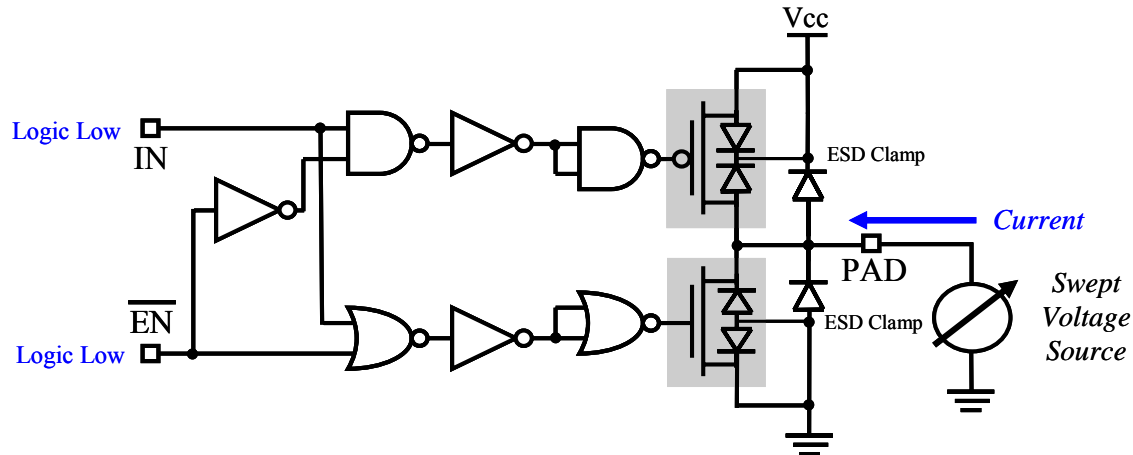 Vcc
Logic Low
IN
ESD Clamp
Current
PAD
EN
Logic Low
ESD Clamp
Swept
Voltage
Source